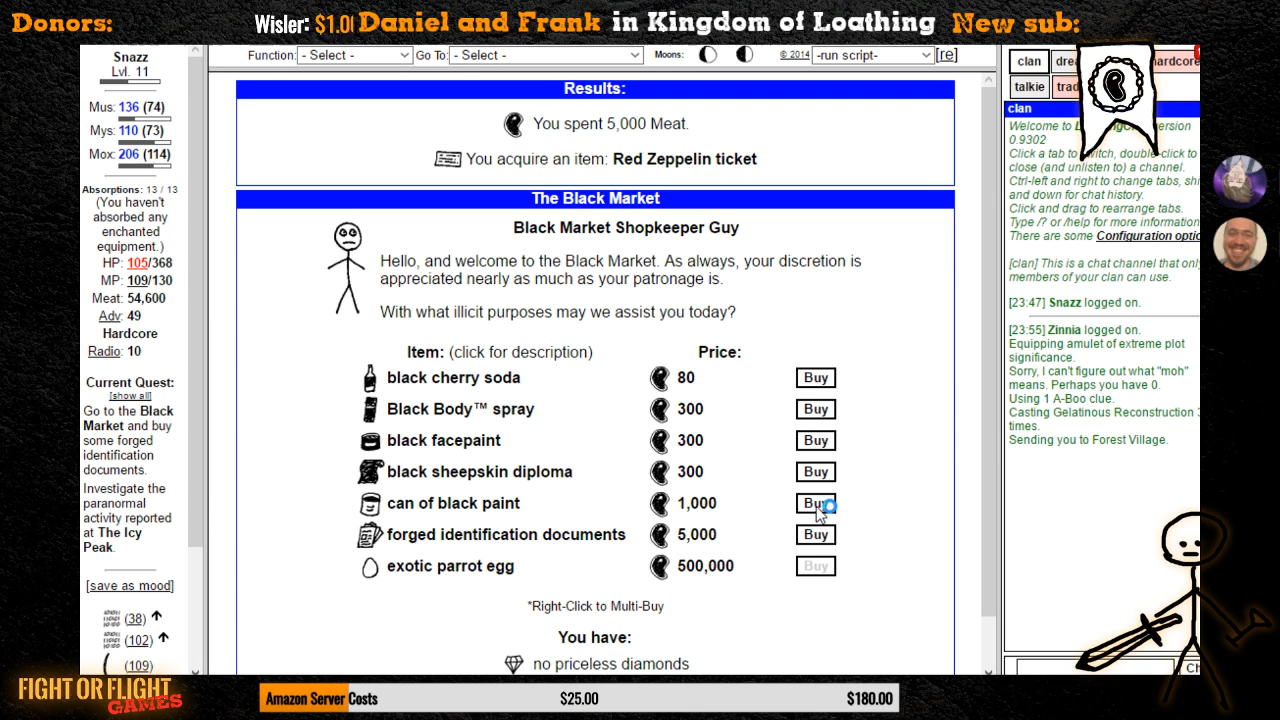 Donors:
Wisler: $1.0
Daniel and Frank in Kingdom of Loathing
New sub:
Snazz
Lvl. 11
Mus: 136 (74)
Mys: 110 (73)
Mox: 206 (114)
Absorptions: 13 / 13
(You haven't
absorbed any
enchanted
equipment.)
HP: 105/368
MP: 109/130
Meat: 54,600
Adv: 49
Hardcore
Radio: 10
Current Quest:
[show all]
Go to the Black
Market and buy
some forged
identification
documents.
Investigate the
paranormal
activity reported
at The Icy
Peak.
[save as mood]
(38)
(102)
(109)
Function: - Select - Go To: - Select - Moons: © 2014 -run script- [re]
Results:
You spent 5,000 Meat.
You acquire an item: Red Zeppelin ticket
The Black Market
Black Market Shopkeeper Guy
Hello, and welcome to the Black Market. As always, your discretion is
appreciated nearly as much as your patronage is.
With what illicit purposes may we assist you today?
Item: (click for description) Price:
black cherry soda 80 Buy
Black Body™ spray 300 Buy
black facepaint 300 Buy
black sheepskin diploma 300 Buy
can of black paint 1,000 Buy
forged identification documents 5,000 Buy
exotic parrot egg 500,000 Buy
*Right-Click to Multi-Buy
You have:
no priceless diamonds
clan hardcore
talkie
clan
Welcome to version
0.9302
Click a tab to switch, double-click to
close (and unlisten to) a channel.
Ctrl-left and right to change tabs,
and down for chat history.
Click and drag to rearrange tabs.
Type /? or /help for more information
There are some Configuration
[clan] This is a chat channel that only
members of your clan can use.
[23:47] Snazz logged on.
[23:55] Zinnia logged on.
Equipping amulet of extreme plot
significance.
Sorry, I can't figure out what "moh"
means. Perhaps you have 0.
Using 1 A-Boo clue.
Casting Gelatinous Reconstruction 3
times.
Sending you to Forest Village.
FIGHT OR FLIGHT
GAMES
Amazon Server Costs $25.00 $180.00